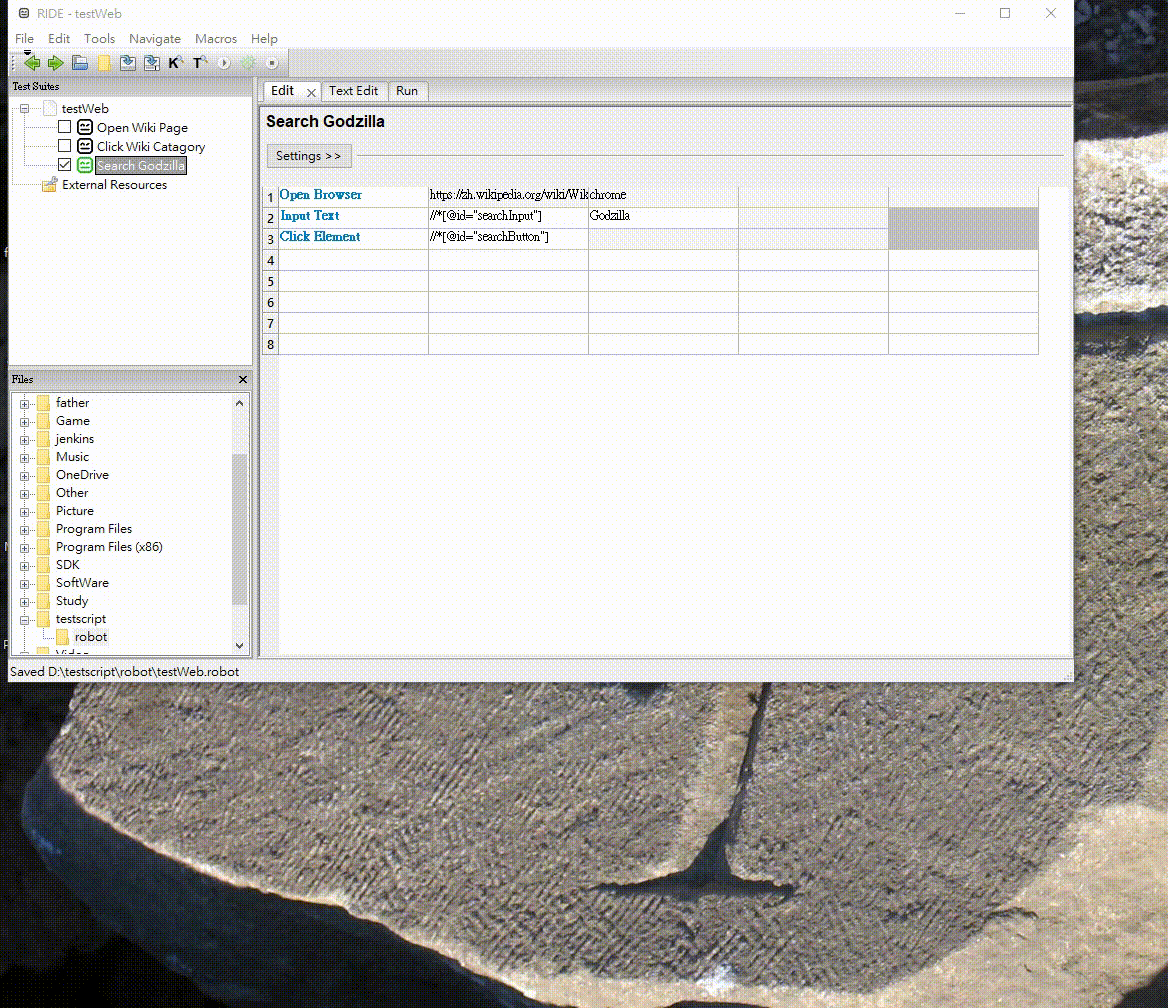 RIDE - testWeb
File Edit Tools Navigate Macros Help
K T
Test Suites
testWeb
Open Wiki Page
Click Wiki Catagory
Search Godzilla
External Resources
Files
father
Game
jenkins
Music
OneDrive
Other
Picture
Program Files
Program Files (x86)
SDK
SoftWare
Study
testscript
robot
Video
Edit Text Edit Run
Search Godzilla
Settings >>
1 Open Browser https://zh.wikipedia.org/wiki/Wik chrome
2 Input Text //*[@id="searchInput"] Godzilla
3 Click Element //*[@id="searchButton"]
4
5
6
7
8
Saved D:\testscript\robot\testWeb.robot